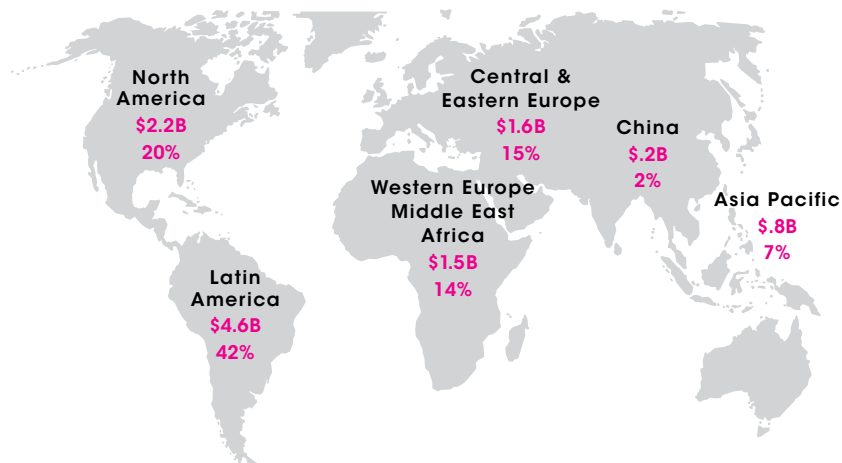 North
America
$2.2B
20%
Central &
Eastern Europe
$1.6B
15%
China
$.2B
2%
Western Europe
Middle East
Africa
$1.5B
14%
Asia Pacific
$.8B
7%
Latin
America
$4.6B
42%